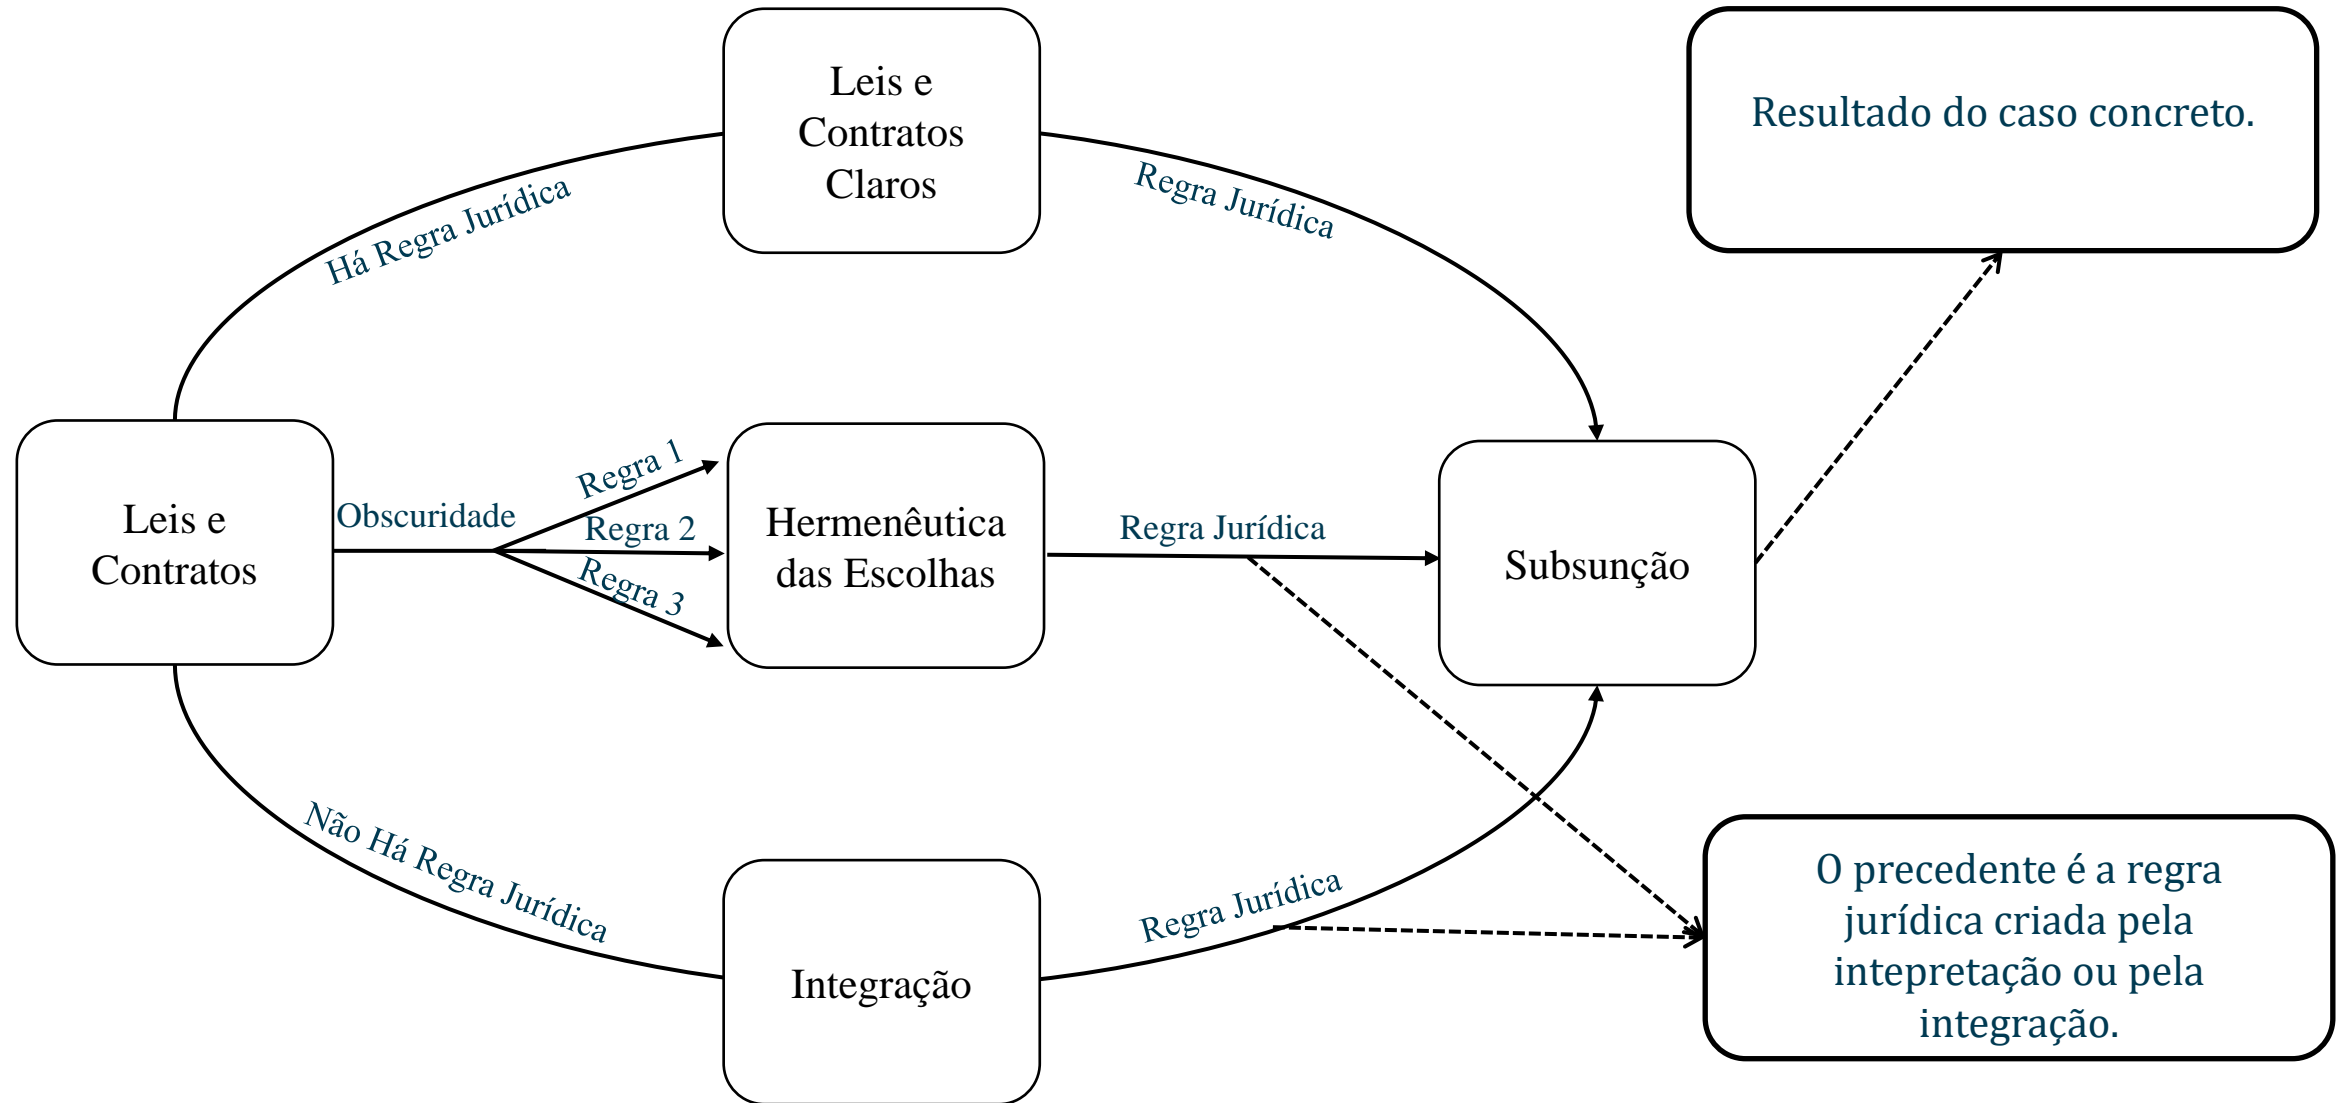 Leis e
Contratos
Claros
Resultado do caso concreto.
Há Regra Jurídica
Regra Jurídica
Leis e
Contratos
Obscuridade
Regra 1
Regra 2
Regra 3
Hermenêutica
das Escolhas
Regra Jurídica
Subsunção
Não Há Regra Jurídica
Integração
Regra Jurídica
O precedente é a regra
jurídica criada pela
intepretação ou pela
integração.